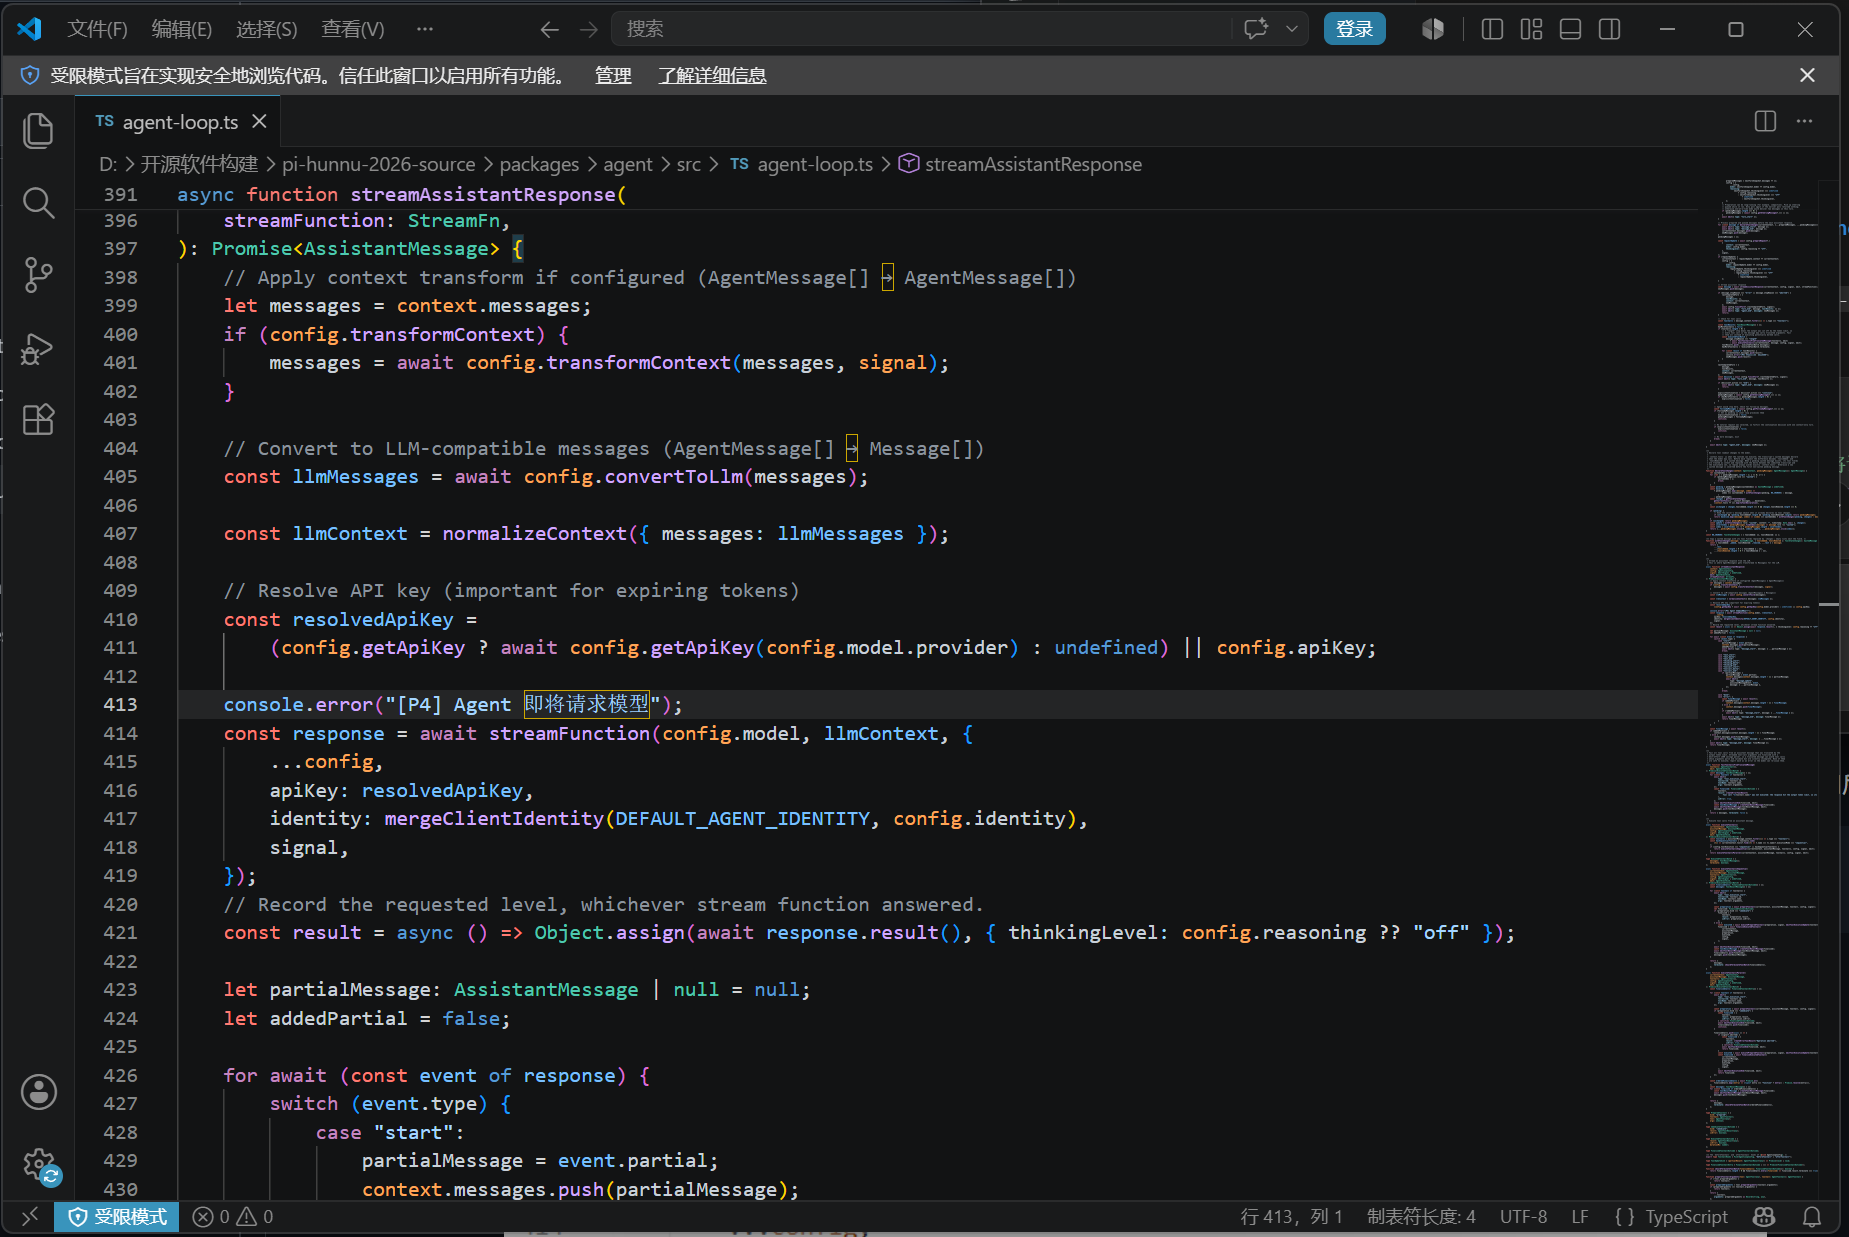 文件(F) 编辑(E) 选择(S) 查看(V) ··· 搜索 登录
受限模式旨在实现安全地浏览代码。信任此窗口以启用所有功能。 管理 了解详细信息
TS agent-loop.ts
D: > 开源软件构建 > pi-hunnu-2026-source > packages > agent > src > TS agent-loop.ts > streamAssistantResponse
391 async function streamAssistantResponse(
396 streamFunction: StreamFn,
397 ): Promise<AssistantMessage> {
398 // Apply context transform if configured (AgentMessage[] → AgentMessage[])
399 let messages = context.messages;
400 if (config.transformContext) {
401 messages = await config.transformContext(messages, signal);
402 }
403
404 // Convert to LLM-compatible messages (AgentMessage[] → Message[])
405 const llmMessages = await config.convertToLlm(messages);
406
407 const llmContext = normalizeContext({ messages: llmMessages });
408
409 // Resolve API key (important for expiring tokens)
410 const resolvedApiKey =
411 (config.getApiKey ? await config.getApiKey(config.model.provider) : undefined) || config.apiKey;
412
413 console.error("[P4] Agent 即将请求模型");
414 const response = await streamFunction(config.model, llmContext, {
415 ...config,
416 apiKey: resolvedApiKey,
417 identity: mergeClientIdentity(DEFAULT_AGENT_IDENTITY, config.identity),
418 signal,
419 });
420 // Record the requested level, whichever stream function answered.
421 const result = async () => Object.assign(await response.result(), { thinkingLevel: config.reasoning ?? "off" });
422
423 let partialMessage: AssistantMessage | null = null;
424 let addedPartial = false;
425
426 for await (const event of response) {
427 switch (event.type) {
428 case "start":
429 partialMessage = event.partial;
430 context.messages.push(partialMessage);
受限模式 0 0 行 413，列 1 制表符长度: 4 UTF-8 LF { } TypeScript